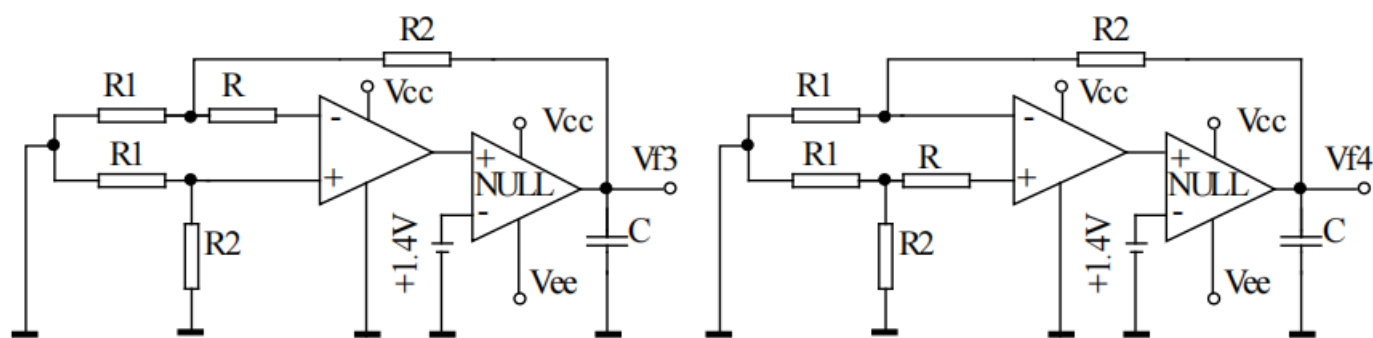 R2
R1
R
Vcc
-
Vcc
R1
+
+
NULL
-
Vf3
R2
+1.4V
C
Vee
R2
R1
Vcc
-
Vcc
R1
R
+
+
NULL
-
Vf4
R2
+1.4V
C
Vee